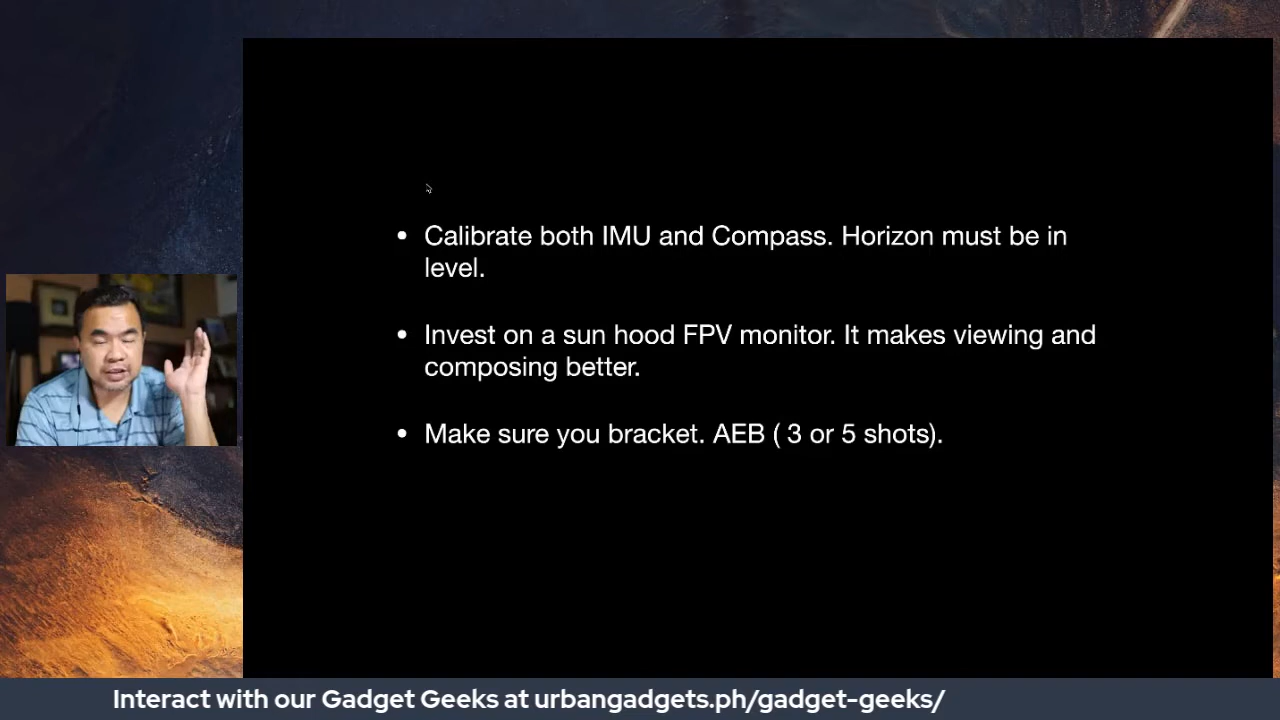 • Calibrate both IMU and Compass. Horizon must be in
level.
• Invest on a sun hood FPV monitor. It makes viewing and
composing better.
• Make sure you bracket. AEB ( 3 or 5 shots).
Interact with our Gadget Geeks at urbangadgets.ph/gadget-geeks/